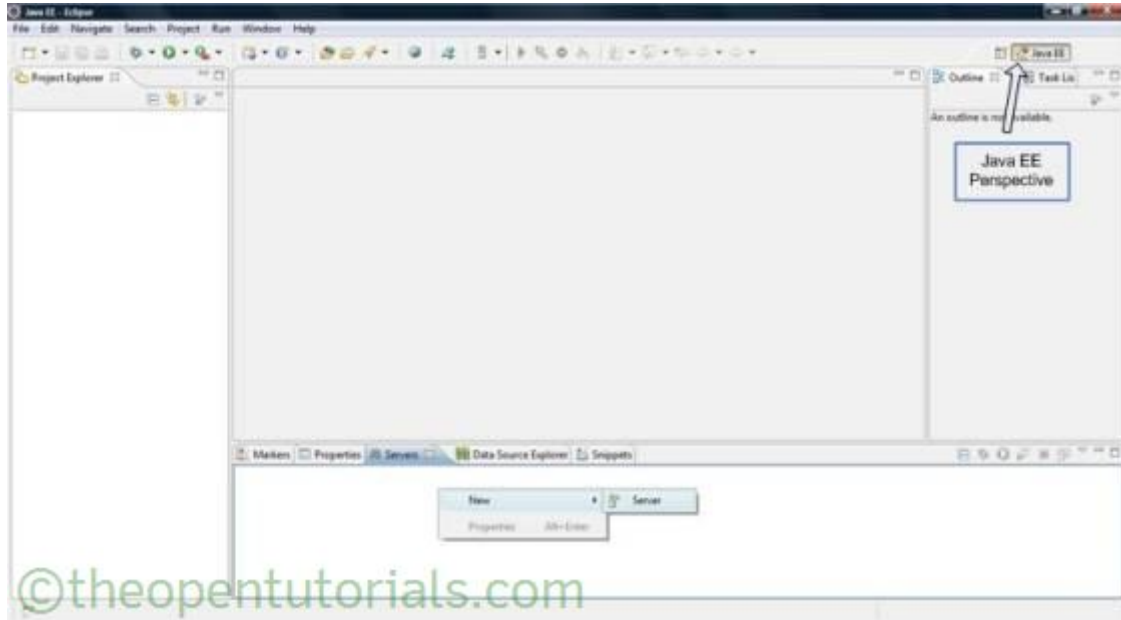 Java EE - Eclipse
File Edit Navigate Search Project Run Window Help
Java EE
Project Explorer
Outline
Task Lis
An outline is not available.
Java EE
Perspective
Markers Properties Servers Data Source Explorer Snippets
New
Server
Properties Alt+Enter
©theopentutorials.com